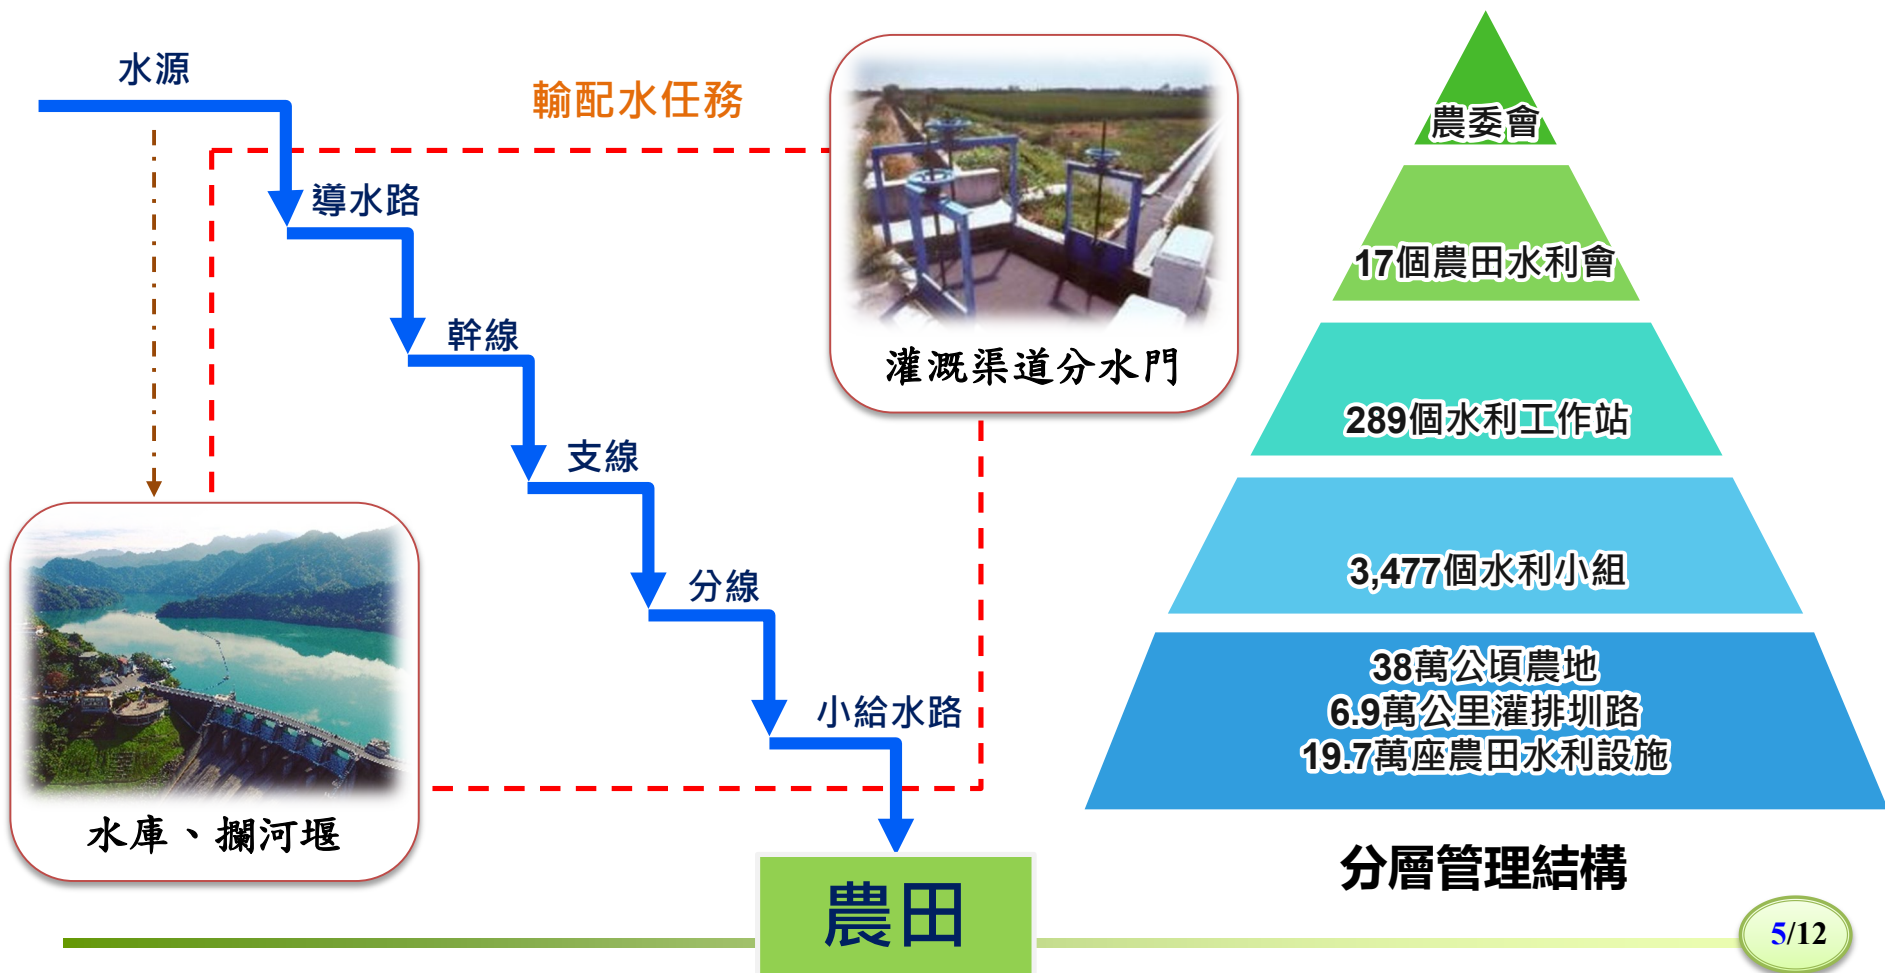 水源
輸配水任務
導水路
幹線
支線
分線
小給水路
農田
灌溉渠道分水門
水庫、攔河堰
農委會
17個農田水利會
289個水利工作站
3,477個水利小組
38萬公頃農地
6.9萬公里灌排圳路
19.7萬座農田水利設施
分層管理結構
5/12